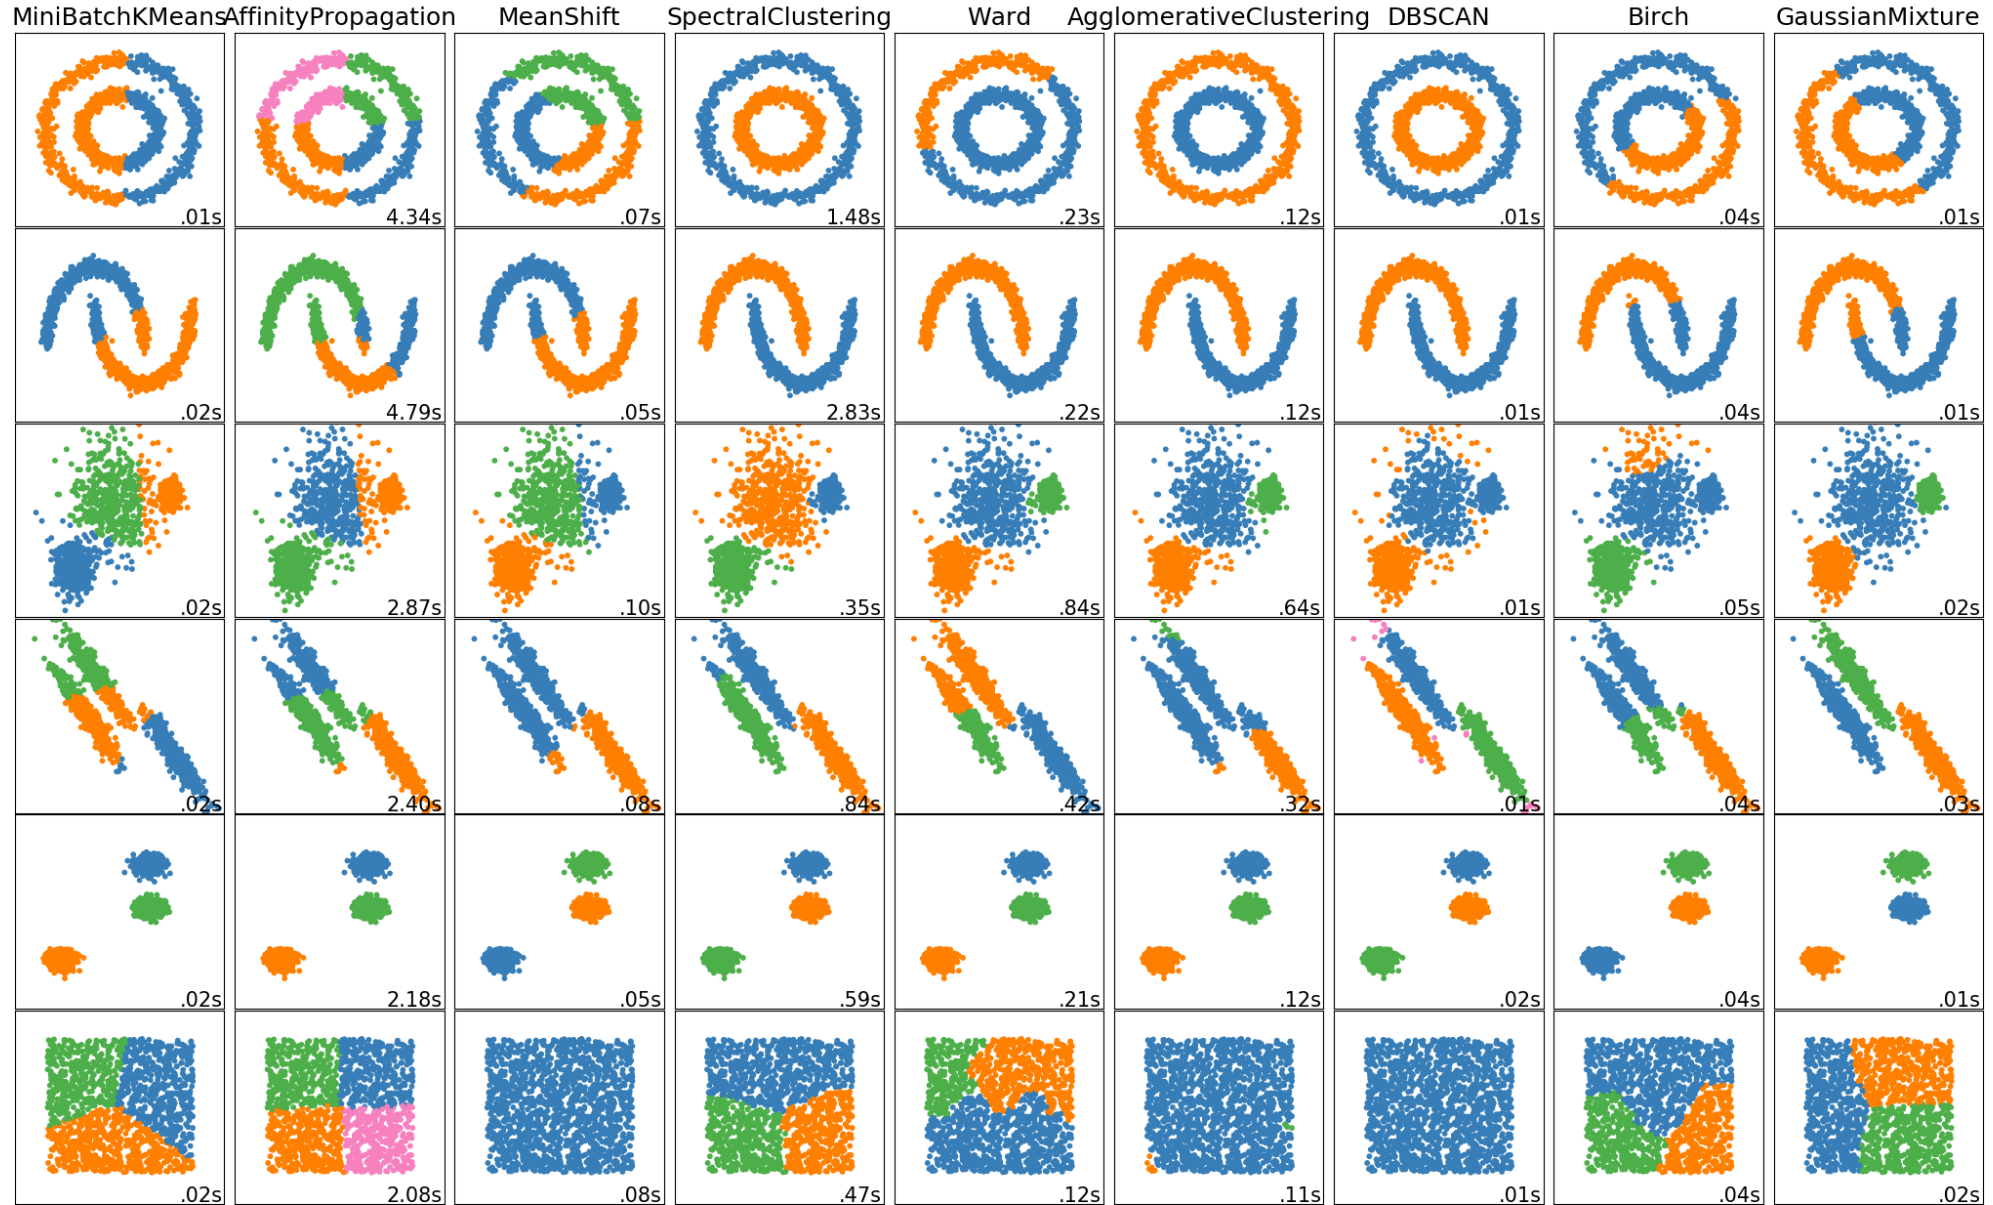 MiniBatchKMeans AffinityPropagation MeanShift SpectralClustering Ward AgglomerativeClustering DBSCAN Birch GaussianMixture
.01s 4.34s .07s 1.48s .23s .12s .01s .04s .01s
.02s 4.79s .05s 2.83s .22s .12s .01s .04s .01s
.02s 2.87s .10s .35s .84s .64s .01s .05s .02s
.02s 2.40s .08s .84s .42s .32s .01s .04s .03s
.02s 2.18s .05s .59s .21s .12s .02s .04s .01s
.02s 2.08s .08s .47s .12s .11s .01s .04s .02s